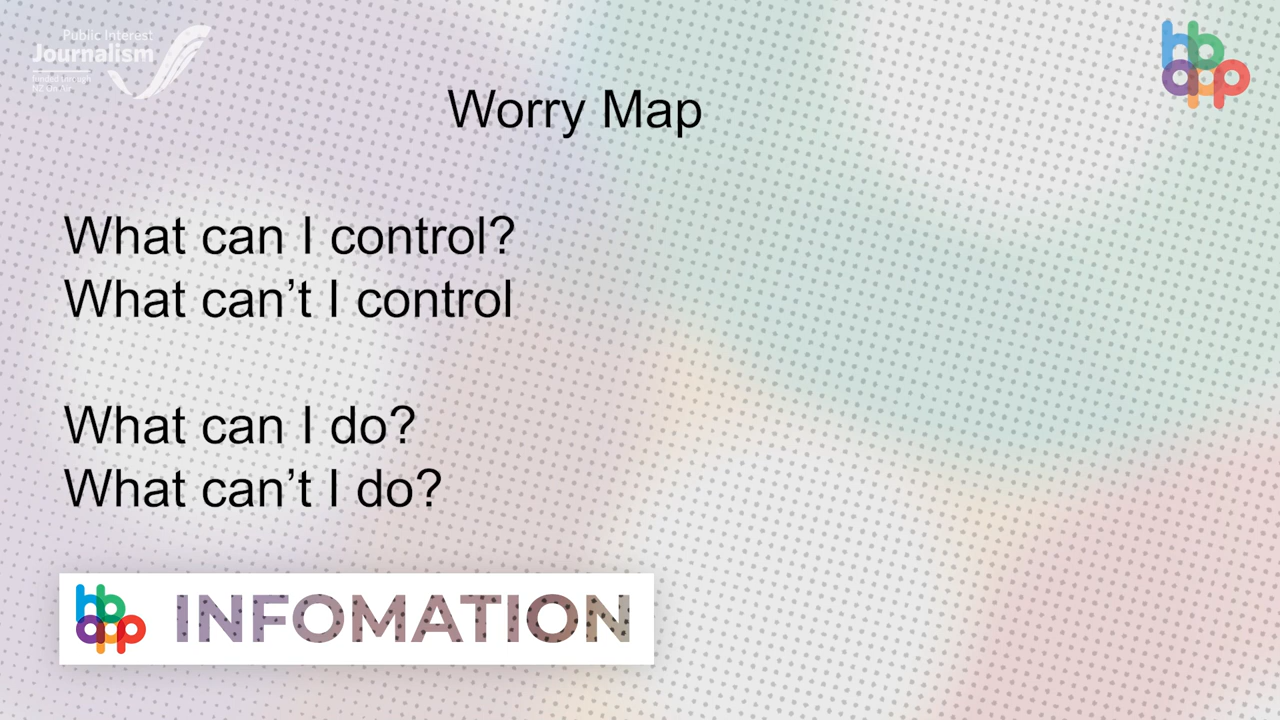 Public Interest
Journalism
Worry Map
What can I control?
What can’t I control
What can I do?
What can’t I do?
INFOMATION